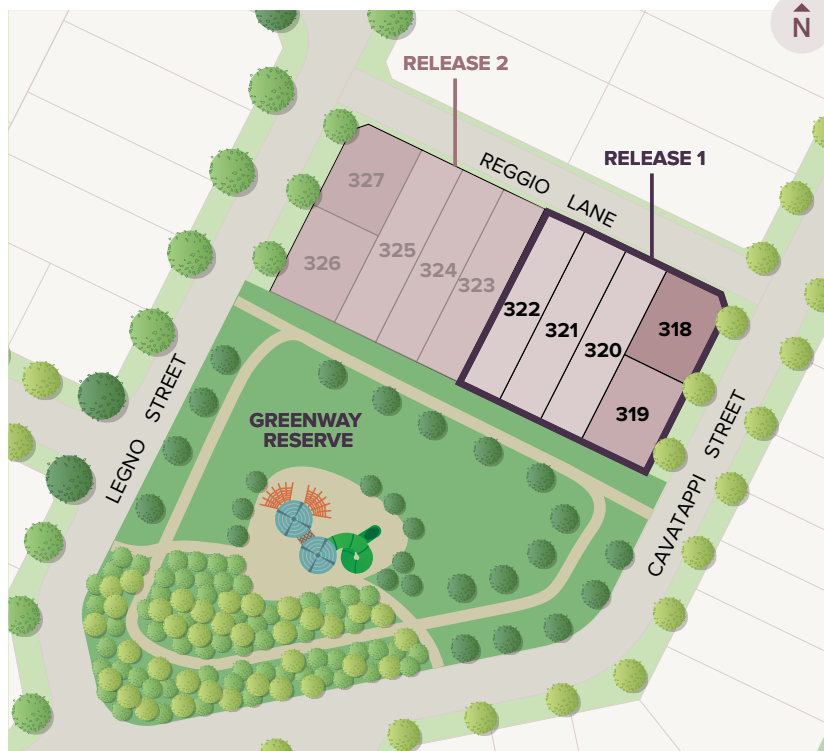 N
RELEASE 2
RELEASE 1
REGGIO LANE
327
326
325
324
323
322
321
320
318
319
GREENWAY
RESERVE
LEGNO STREET
CAVATAPPI STREET